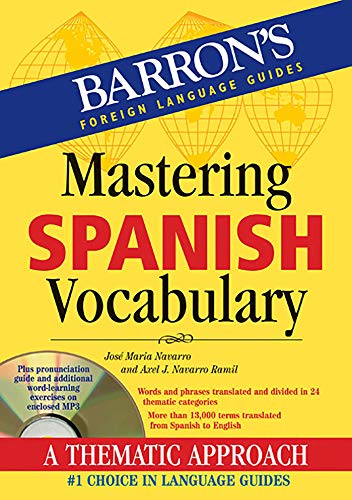 BARRON'S
FOREIGN LANGUAGE GUIDES
Mastering
SPANISH
Vocabulary
José María Navarro
and Axel J. Navarro Ramil
Plus pronunciation
guide and additional
word-learning
exercises on
enclosed MP3
Words and phrases translated and divided in 24
thematic categories
More than 13,000 terms translated
from Spanish to English
A THEMATIC APPROACH
#1 CHOICE IN LANGUAGE GUIDES